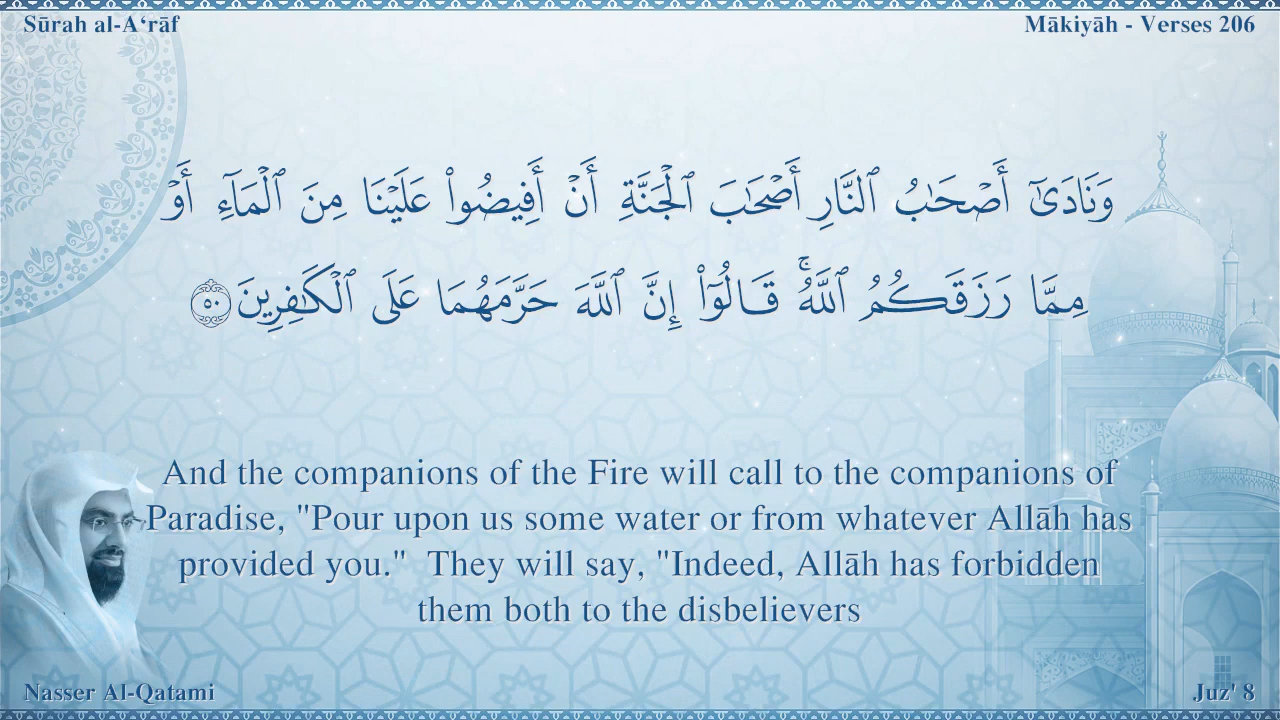 Sūrah al-A‘rāf
Mākiyāh - Verses 206
وَنَادَىٰٓ أَصْحَٰبُ ٱلنَّارِ أَصْحَٰبَ ٱلْجَنَّةِ أَنْ أَفِيضُوا۟ عَلَيْنَا مِنَ ٱلْمَآءِ أَوْ
مِمَّا رَزَقَكُمُ ٱللَّهُ ۚ قَالُوٓا۟ إِنَّ ٱللَّهَ حَرَّمَهُمَا عَلَى ٱلْكَٰفِرِينَ ۝٥٠
And the companions of the Fire will call to the companions of
Paradise, "Pour upon us some water or from whatever Allāh has
provided you."  They will say, "Indeed, Allāh has forbidden
them both to the disbelievers
Nasser Al-Qatami
Juz' 8